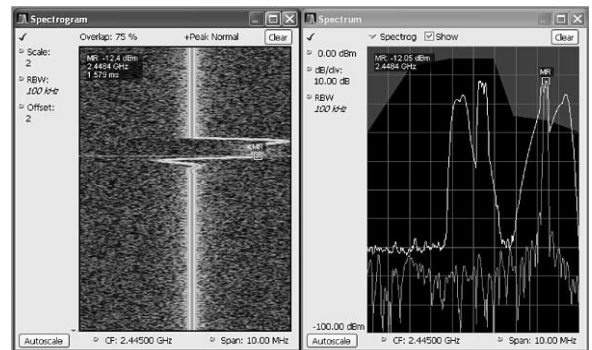 Spectrogram
Overlap: 75 %
+Peak Normal
Clear
Scale:
2
RBW:
100 kHz
Offset:
2
MR: -12.4 dBm
2.4484 GHz
1.579 ms
MR
Autoscale
CF: 2.44500 GHz
Span: 10.00 MHz
Spectrum
Spectrog
Show
Clear
0.00 dBm
dB/div:
10.00 dB
RBW
100 kHz
MR: -12.05 dBm
2.4484 GHz
MR
-100.00 dBm
Autoscale
CF: 2.44500 GHz
Span: 10.00 MHz